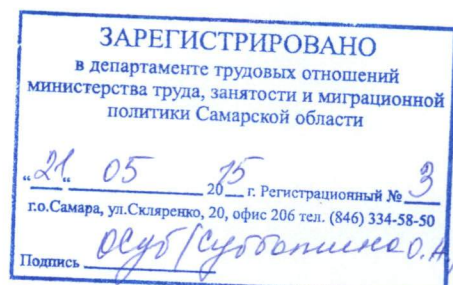 ЗАРЕГИСТРИРОВАНО
в департаменте трудовых отношений
министерства труда, занятости и миграционной
политики Самарской области
„21“ 05 2015 г. Регистрационный № 3
г.о.Самара, ул.Скляренко, 20, офис 206 тел. (846) 334-58-50
Подпись /Субботина О.А.